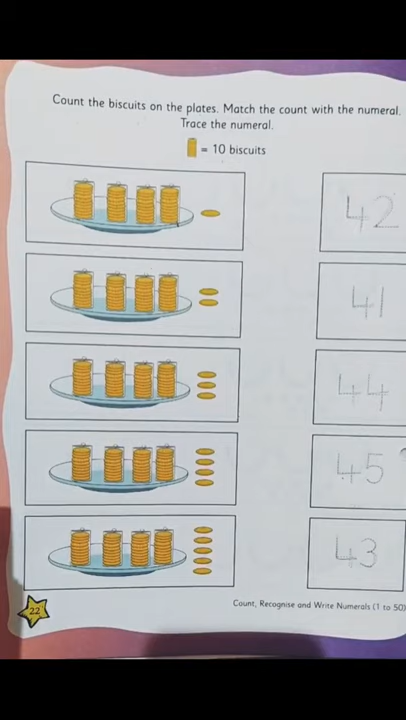 Count the biscuits on the plates. Match the count with the numeral.
Trace the numeral.
= 10 biscuits
42
41
44
45
43
22
Count, Recognise and Write Numerals (1 to 50)